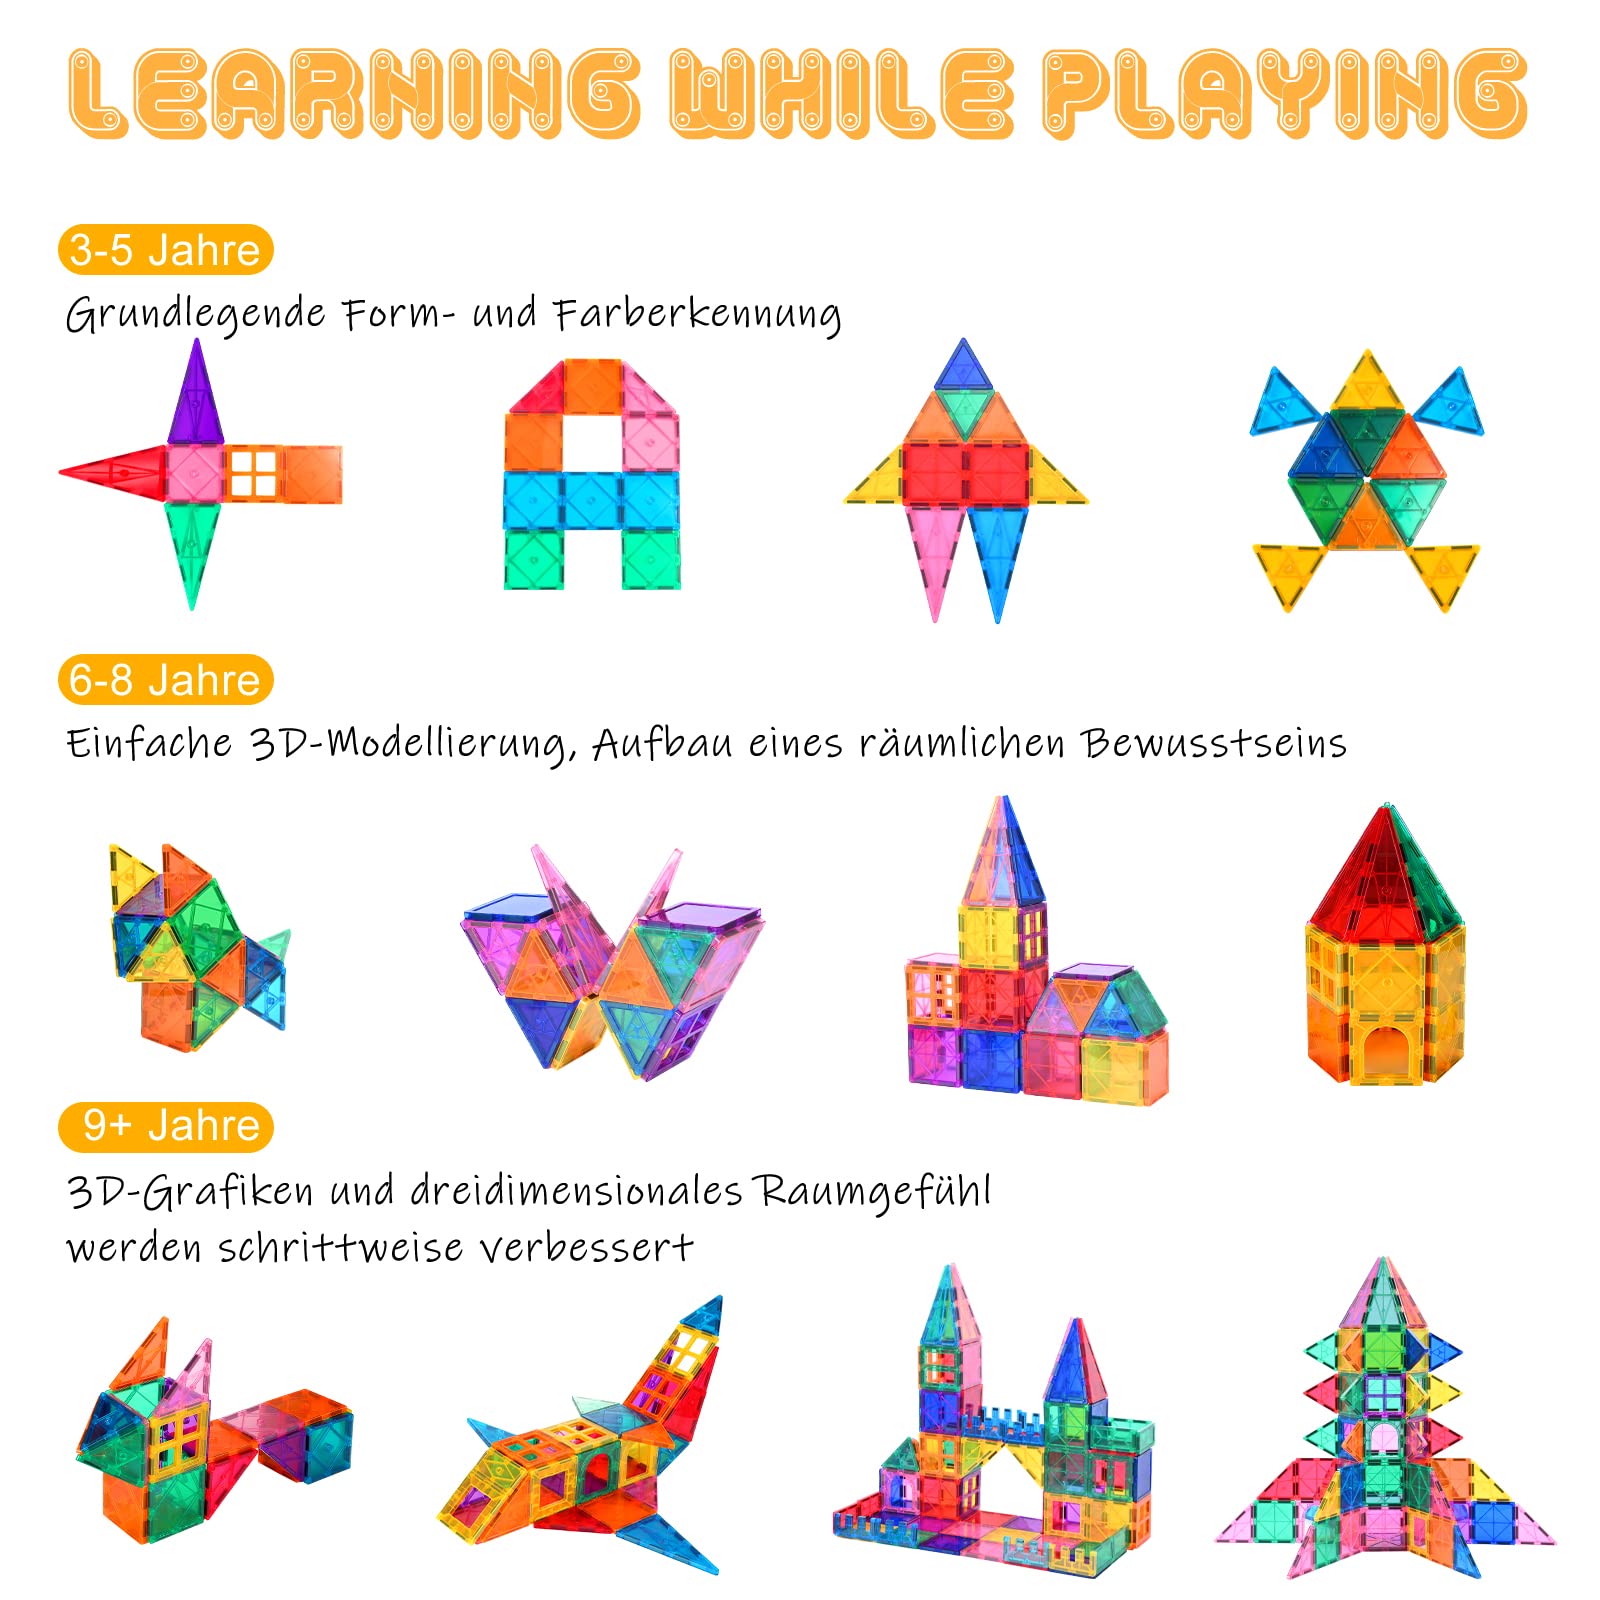 LEARNING WHILE PLAYING
3-5 Jahre
Grundlegende Form- und Farberkennung
6-8 Jahre
Einfache 3D-Modellierung, Aufbau eines räumlichen Bewusstseins
9+ Jahre
3D-Grafiken und dreidimensionales Raumgefühl
werden schrittweise verbessert